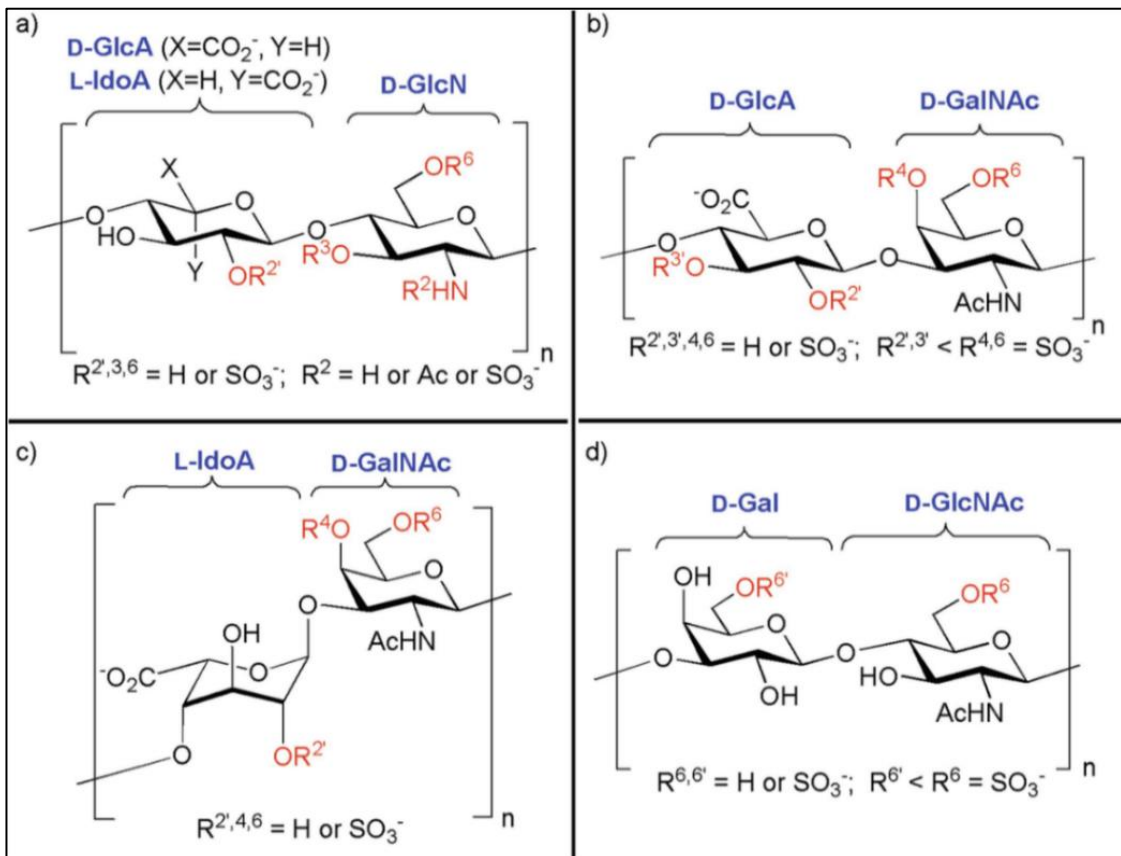 a)
D-GlcA (X=CO₂⁻, Y=H)
L-IdoA (X=H, Y=CO₂⁻)
D-GlcN
X
O
OR⁶
O
HO
O
O
R³O
Y
OR²'
R²HN
n
R²',³,⁶ = H or SO₃⁻; R² = H or Ac or SO₃⁻
b)
D-GlcA
D-GalNAc
R⁴O
OR⁶
⁻O₂C
O
O
O
R³'O
O
OR²'
AcHN
n
R²',³',⁴,⁶ = H or SO₃⁻; R²',³' < R⁴,⁶ = SO₃⁻
c)
L-IdoA
D-GalNAc
R⁴O
OR⁶
O
O
OH
AcHN
⁻O₂C
O
O
OR²'
n
R²',⁴,⁶ = H or SO₃⁻
d)
D-Gal
D-GlcNAc
OH
OR⁶'
OR⁶
O
O
O
O
HO
OH
AcHN
n
R⁶,⁶' = H or SO₃⁻; R⁶' < R⁶ = SO₃⁻